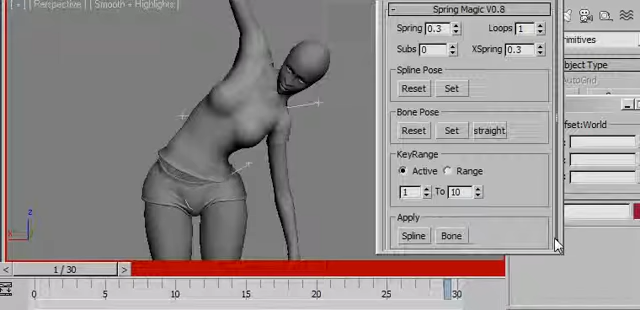 [ + ] Perspective ] Smooth + Highlights ]
- Spring Magic V0.8
Spring 0.3 Loops 1
Subs 0 XSpring 0.3
Spline Pose
Reset Set
Bone Pose
Reset Set straight
KeyRange
Active Range
1 To 10
Apply
Spline Bone
imitives
Object Type
AutoGrid
ffset:World
z
< 1 / 30 >
0 5 10 15 20 25 30